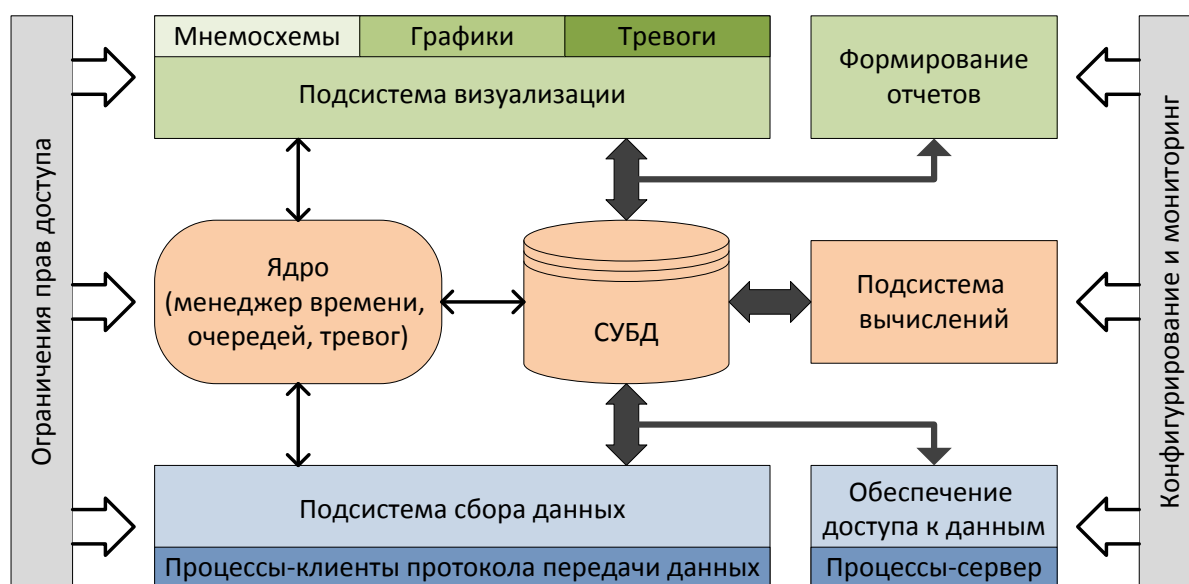 Ограничения прав доступа
Мнемосхемы
Графики
Тревоги
Подсистема визуализации
Формирование
отчетов
Ядро
(менеджер времени,
очередей, тревог)
СУБД
Подсистема
вычислений
Подсистема сбора данных
Процессы-клиенты протокола передачи данных
Обеспечение
доступа к данным
Процессы-сервер
Конфигурирование и мониторинг